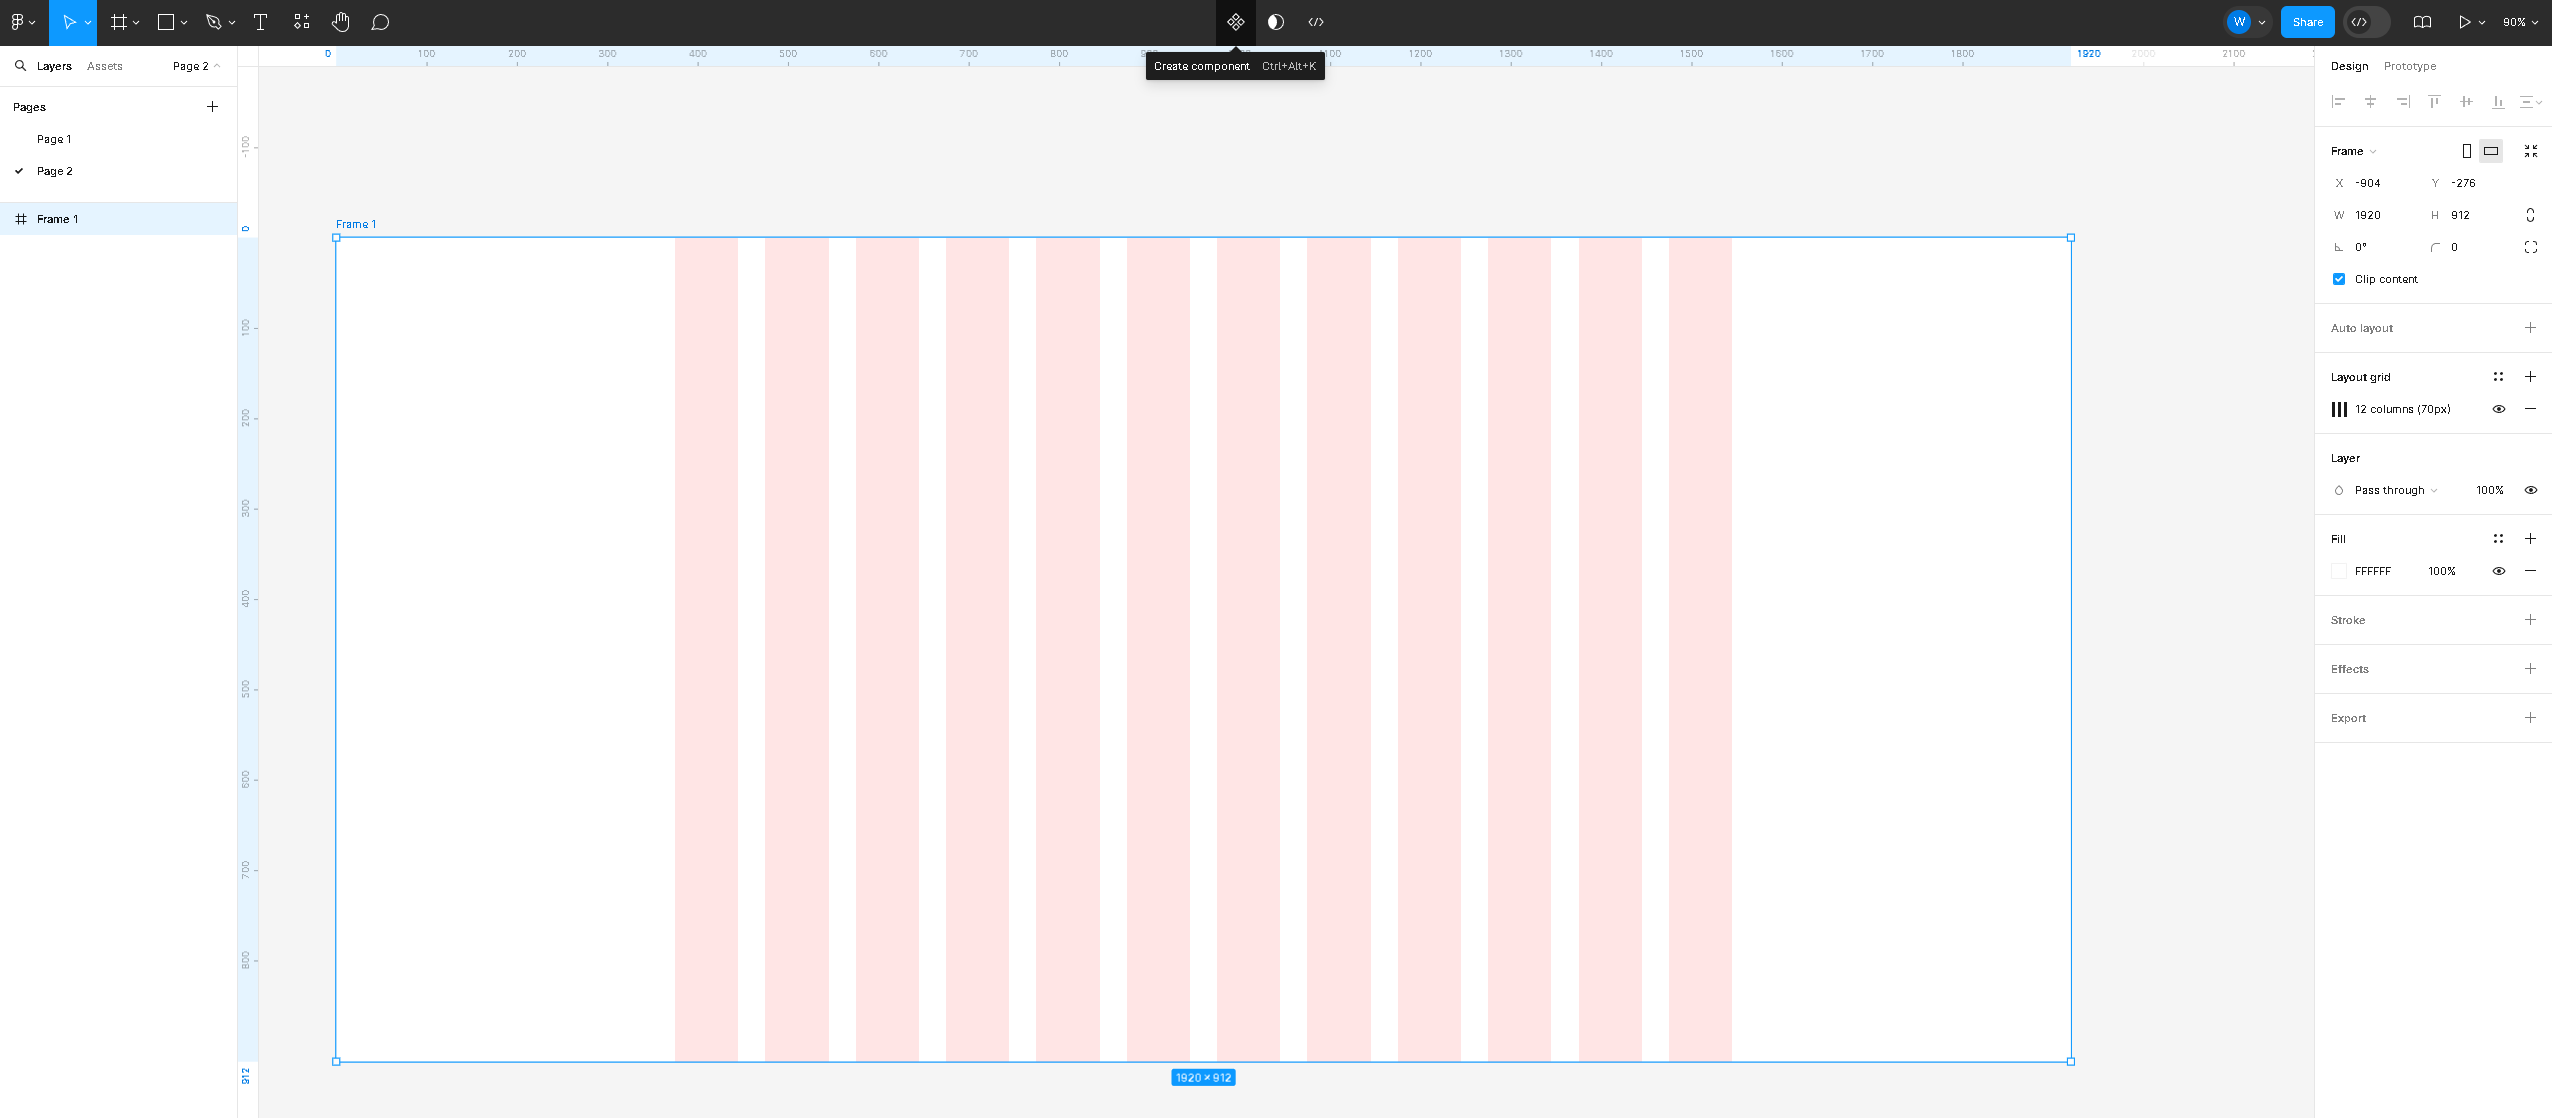 W
Share
90%
Layers Assets Page 2
Pages
Page 1
Page 2
Frame 1
0 100 200 300 400 500 600 700 800 1100 1200 1300 1400 1500 1600 1700 1800 1920 2000 2100
Create component Ctrl+Alt+K
-100
0
100
200
300
400
500
600
700
800
912
Frame 1
1920 × 912
Design Prototype
Frame
X -904 Y -276
W 1920 H 912
0° 0
Clip content
Auto layout
Layout grid
12 columns (70px)
Layer
Pass through 100%
Fill
FFFFFF 100%
Stroke
Effects
Export